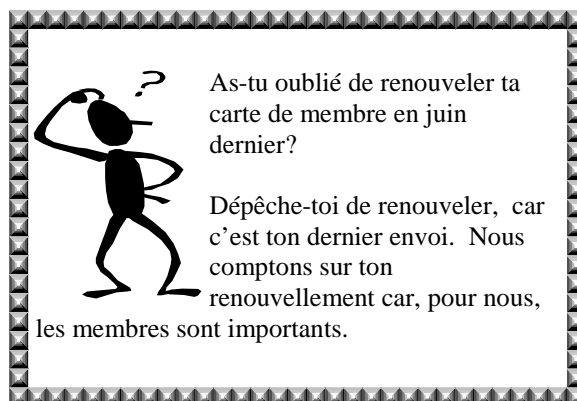 ?
As-tu oublié de renouveler ta
carte de membre en juin
dernier?
Dépêche-toi de renouveler,  car
c’est ton dernier envoi.  Nous
comptons sur ton
renouvellement car, pour nous,
les membres sont importants.